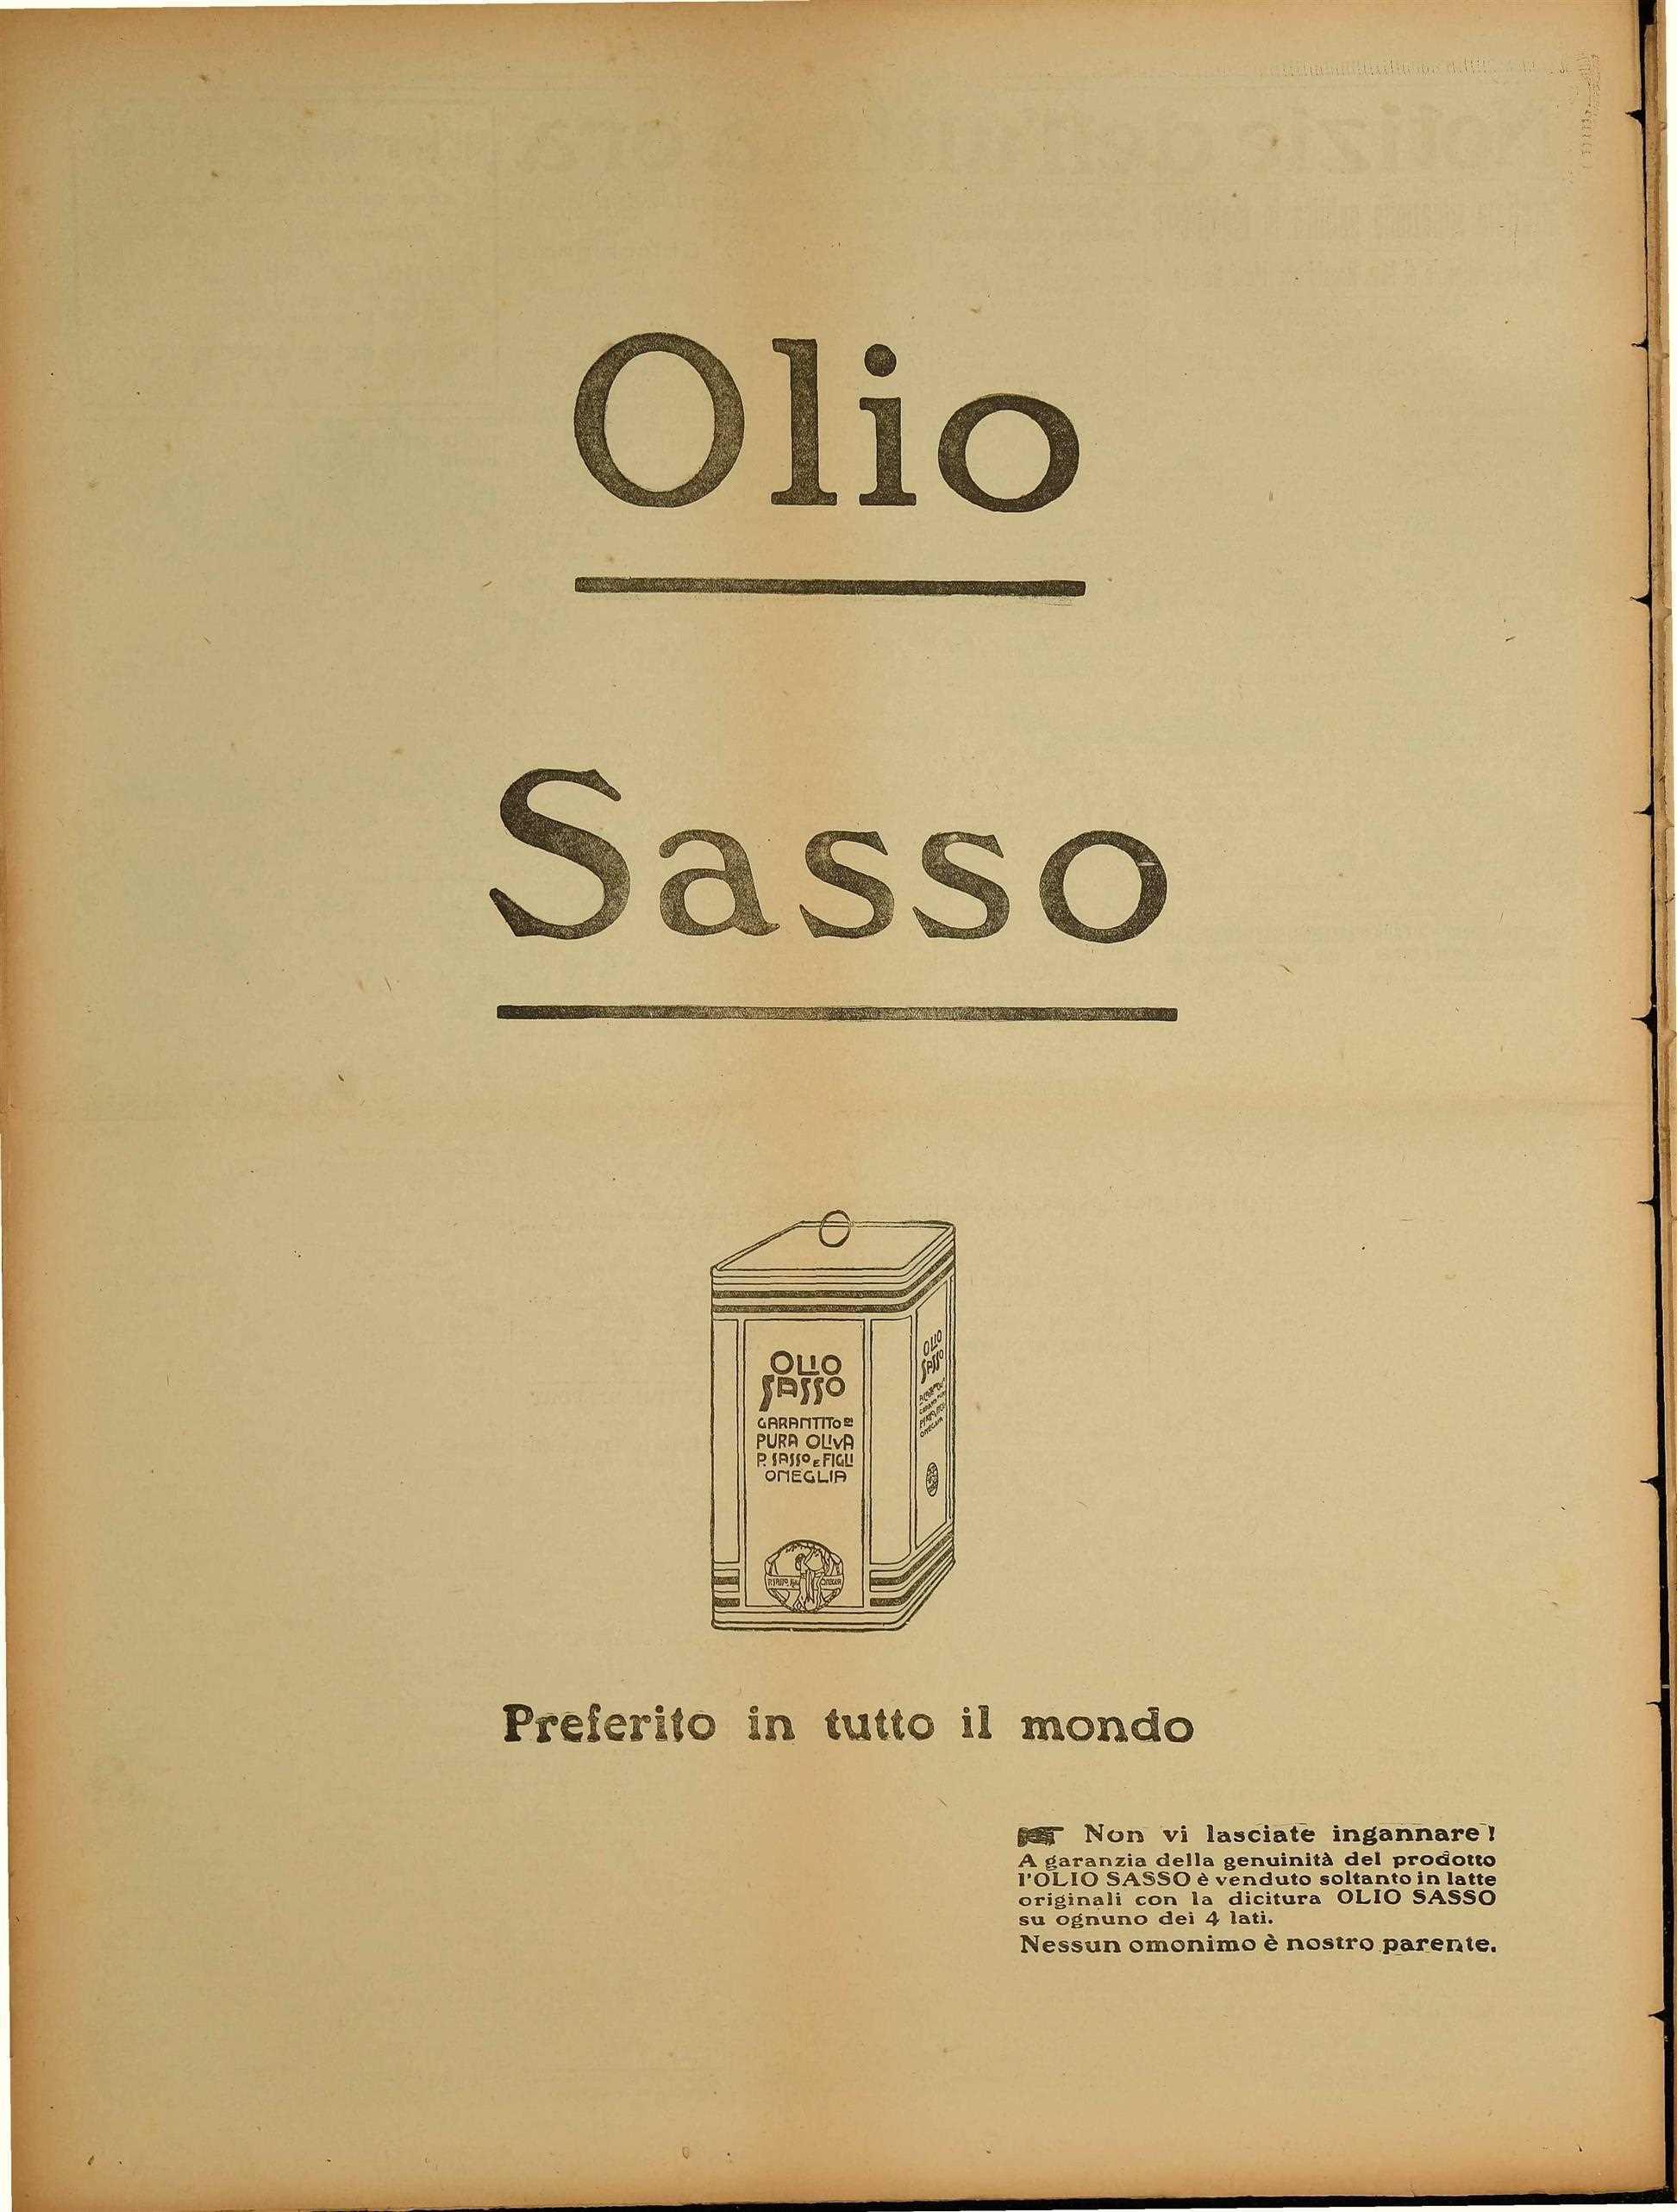 Olio
Sasso
OLIO
SASSO
GARANTITO DI
PURA OLIVA
P. SASSO E FIGLI
ONEGLIA
OLIO
SASSO
ONEGLIA
Preferito in tutto il mondo
☛ Non vi lasciate ingannare !
A garanzia della genuinità del prodotto
l'OLIO SASSO è venduto soltanto in latte
originali con la dicitura OLIO SASSO
su ognuno dei 4 lati.
Nessun omonimo è nostro parente.